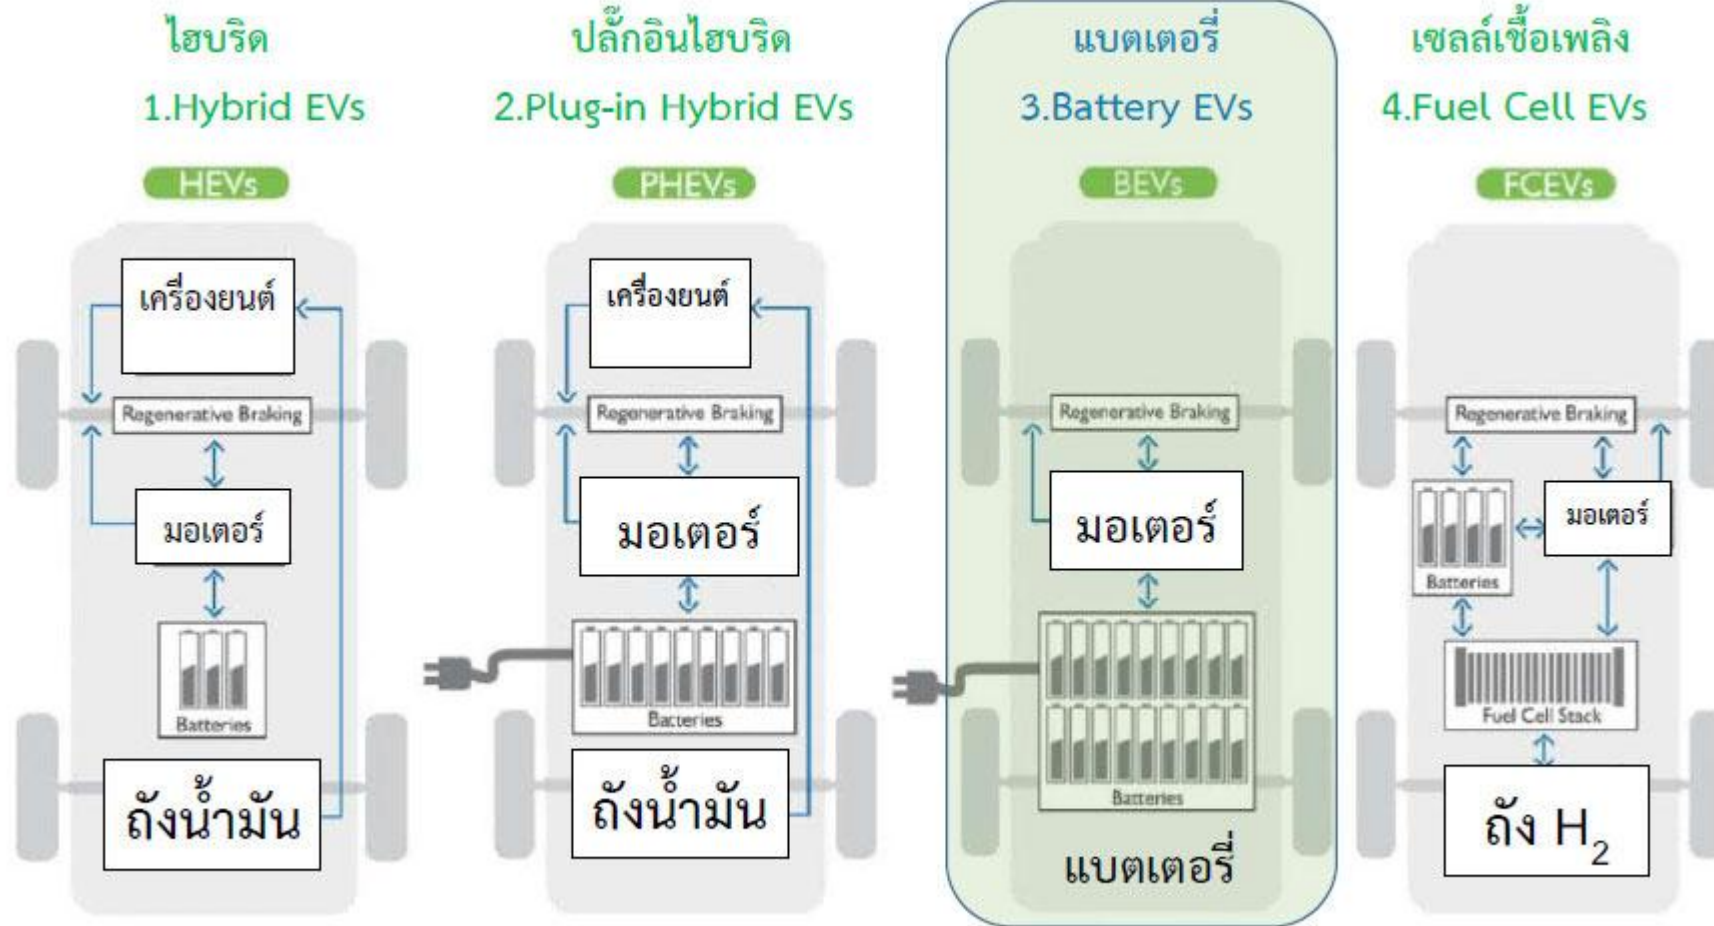 ไฮบริด
1.Hybrid EVs
HEVs
เครื่องยนต์
Regenerative Braking
มอเตอร์
Batteries
ถังน้ำมัน
ปลั๊กอินไฮบริด
2.Plug-in Hybrid EVs
PHEVs
เครื่องยนต์
Regenerative Braking
มอเตอร์
Batteries
ถังน้ำมัน
แบตเตอรี่
3.Battery EVs
BEVs
Regenerative Braking
มอเตอร์
Batteries
แบตเตอรี่
เซลล์เชื้อเพลิง
4.Fuel Cell EVs
FCEVs
Regenerative Braking
มอเตอร์
Batteries
Fuel Cell Stack
ถัง H₂